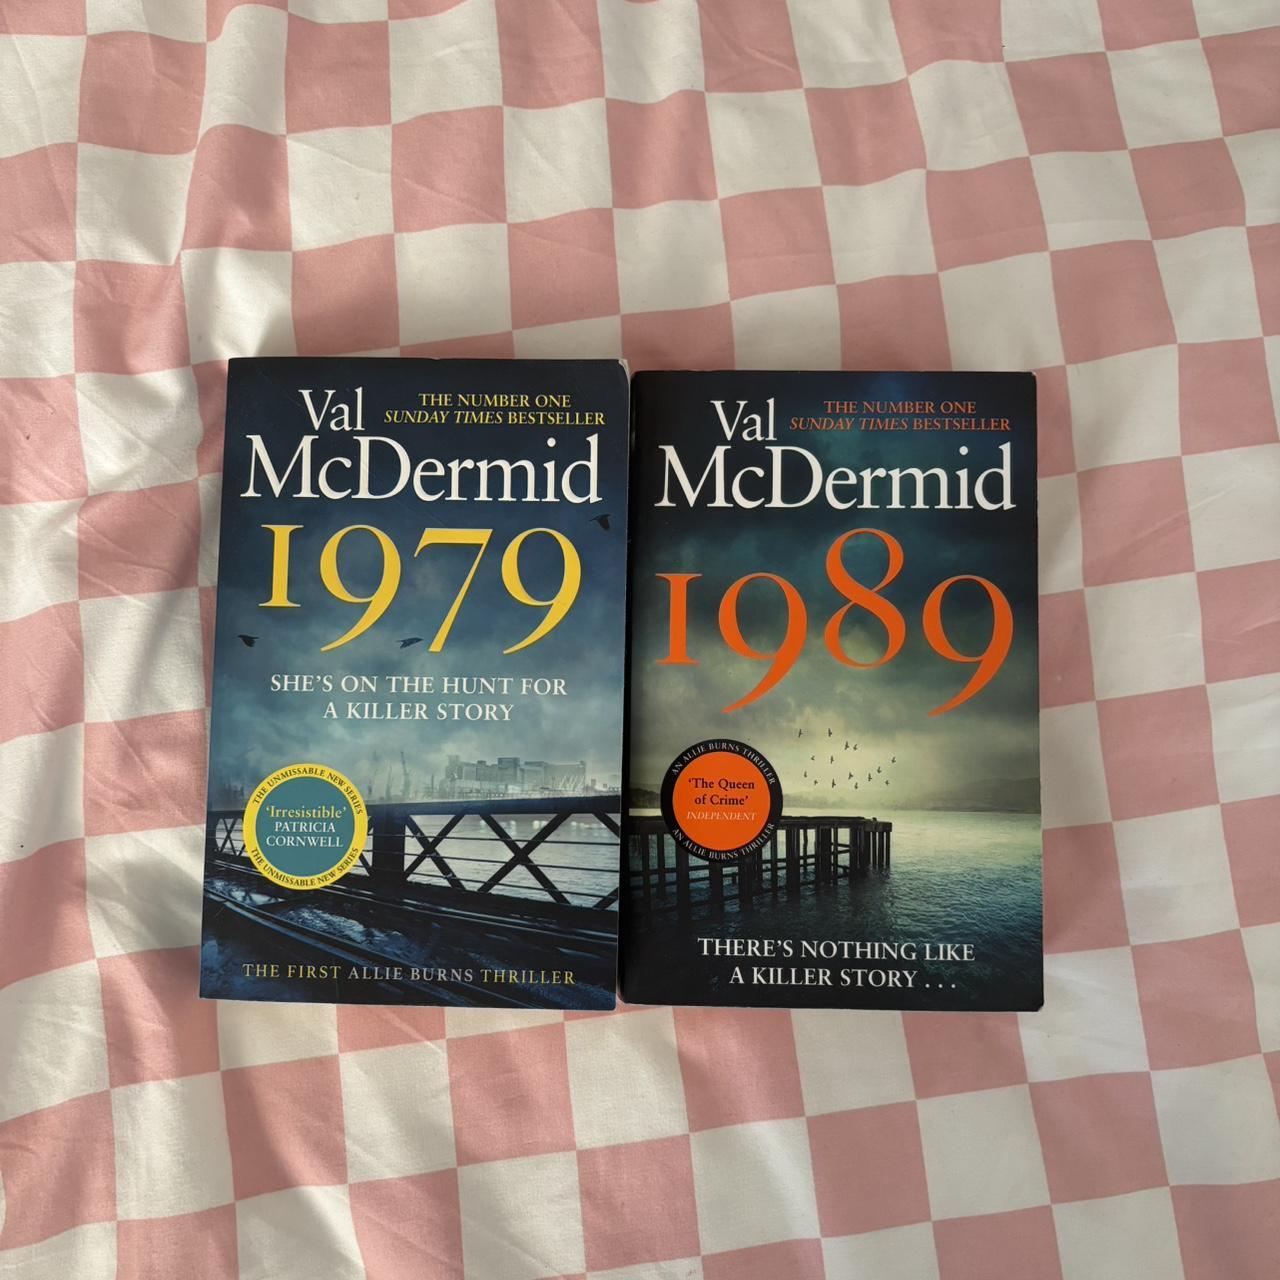 Val
THE NUMBER ONE
SUNDAY TIMES BESTSELLER
McDermid
1979
SHE'S ON THE HUNT FOR
A KILLER STORY
THE UNMISSABLE NEW SERIES
'Irresistible'
PATRICIA
CORNWELL
THE UNMISSABLE NEW SERIES
THE FIRST ALLIE BURNS THRILLER
Val
THE NUMBER ONE
SUNDAY TIMES BESTSELLER
McDermid
1989
AN ALLIE BURNS THRILLER
'The Queen
of Crime'
INDEPENDENT
AN ALLIE BURNS THRILLER
THERE'S NOTHING LIKE
A KILLER STORY . . .